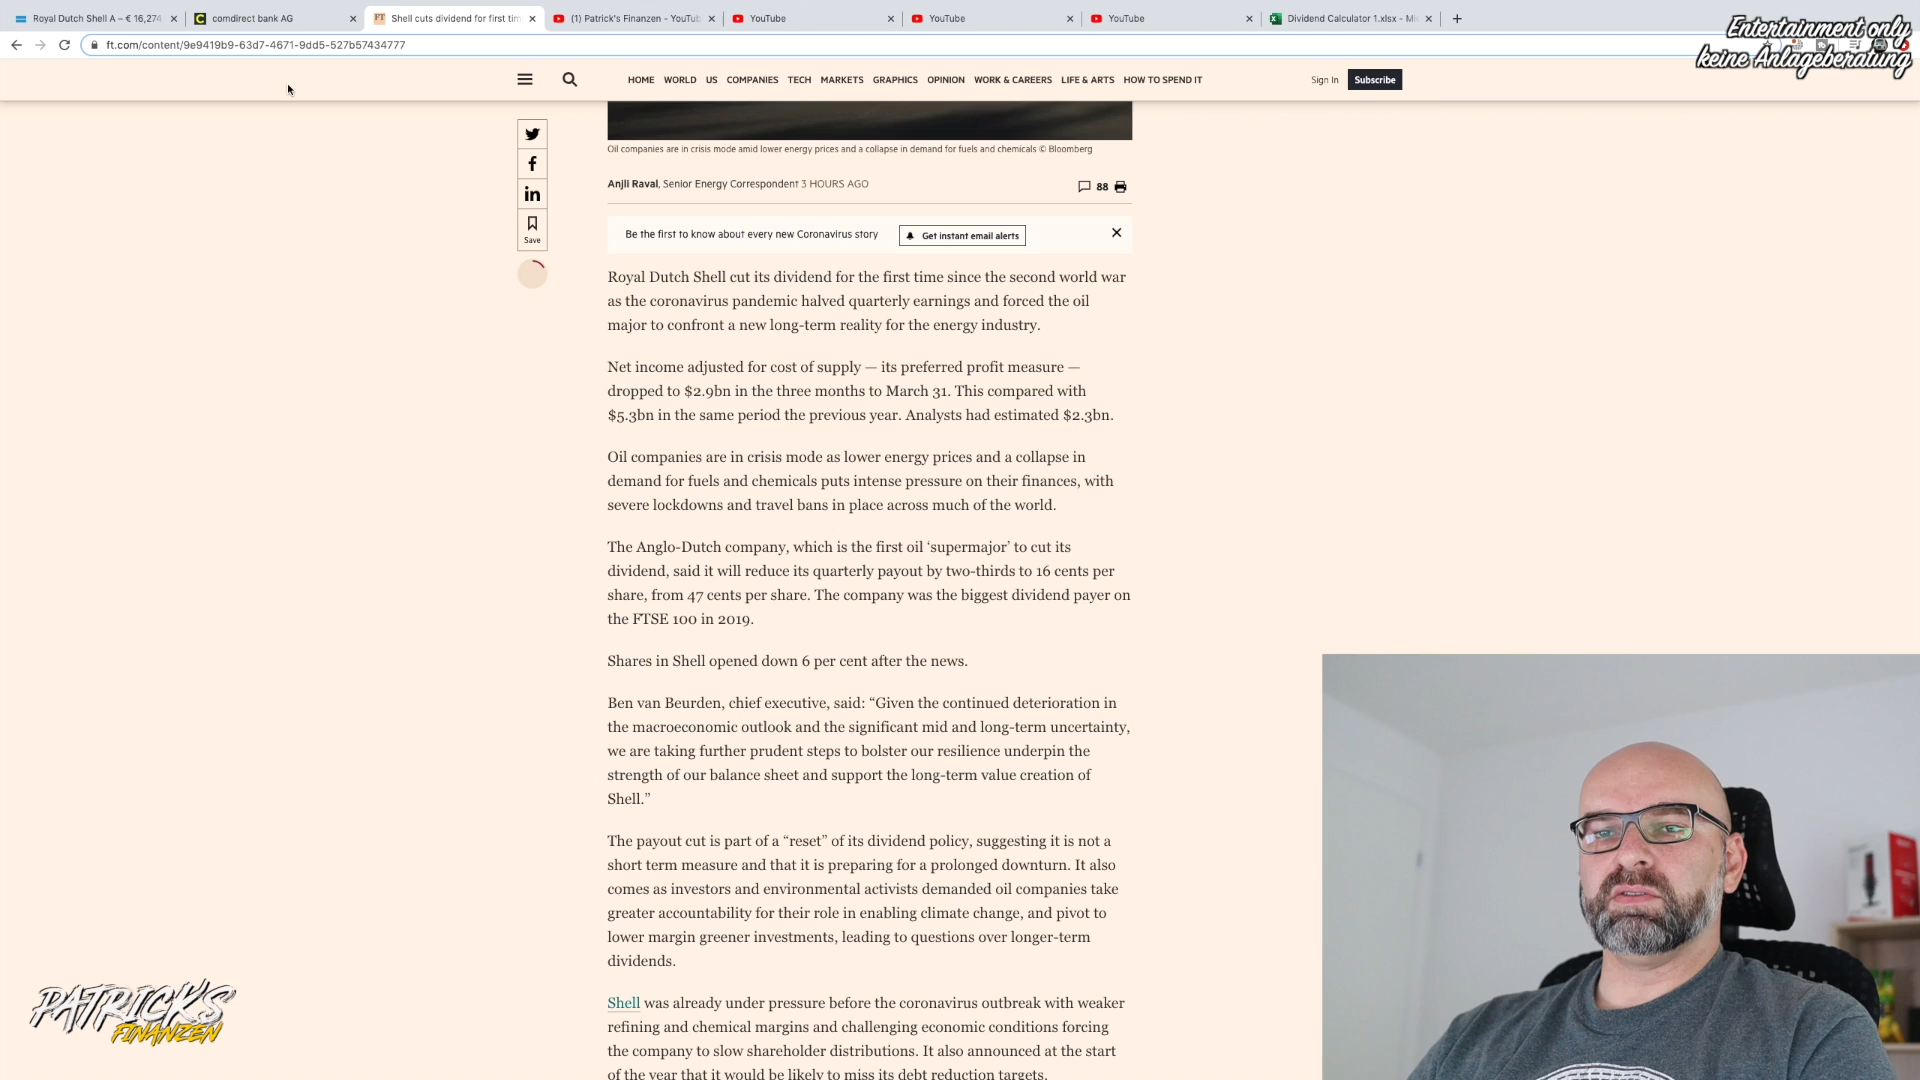 Royal Dutch Shell A – € 16,274
comdirect bank AG
Shell cuts dividend for first tim
(1) Patrick's Finanzen - YouTub
YouTube
YouTube
YouTube
Dividend Calculator 1.xlsx - Mi
ft.com/content/9e9419b9-63d7-4671-9dd5-527b57434777
Entertainment only
keine Anlageberatung
HOME WORLD US COMPANIES TECH MARKETS GRAPHICS OPINION WORK & CAREERS LIFE & ARTS HOW TO SPEND IT
Sign In
Subscribe
Oil companies are in crisis mode amid lower energy prices and a collapse in demand for fuels and chemicals © Bloomberg
Anjli Raval, Senior Energy Correspondent 3 HOURS AGO
88
Be the first to know about every new Coronavirus story
Get instant email alerts
Save
Royal Dutch Shell cut its dividend for the first time since the second world war
as the coronavirus pandemic halved quarterly earnings and forced the oil
major to confront a new long-term reality for the energy industry.
Net income adjusted for cost of supply — its preferred profit measure —
dropped to $2.9bn in the three months to March 31. This compared with
$5.3bn in the same period the previous year. Analysts had estimated $2.3bn.
Oil companies are in crisis mode as lower energy prices and a collapse in
demand for fuels and chemicals puts intense pressure on their finances, with
severe lockdowns and travel bans in place across much of the world.
The Anglo-Dutch company, which is the first oil ‘supermajor’ to cut its
dividend, said it will reduce its quarterly payout by two-thirds to 16 cents per
share, from 47 cents per share. The company was the biggest dividend payer on
the FTSE 100 in 2019.
Shares in Shell opened down 6 per cent after the news.
Ben van Beurden, chief executive, said: “Given the continued deterioration in
the macroeconomic outlook and the significant mid and long-term uncertainty,
we are taking further prudent steps to bolster our resilience underpin the
strength of our balance sheet and support the long-term value creation of
Shell.”
The payout cut is part of a “reset” of its dividend policy, suggesting it is not a
short term measure and that it is preparing for a prolonged downturn. It also
comes as investors and environmental activists demanded oil companies take
greater accountability for their role in enabling climate change, and pivot to
lower margin greener investments, leading to questions over longer-term
dividends.
Shell was already under pressure before the coronavirus outbreak with weaker
refining and chemical margins and challenging economic conditions forcing
the company to slow shareholder distributions. It also announced at the start
of the year that it would be likely to miss its debt reduction targets.
PATRICKS
FINANZEN